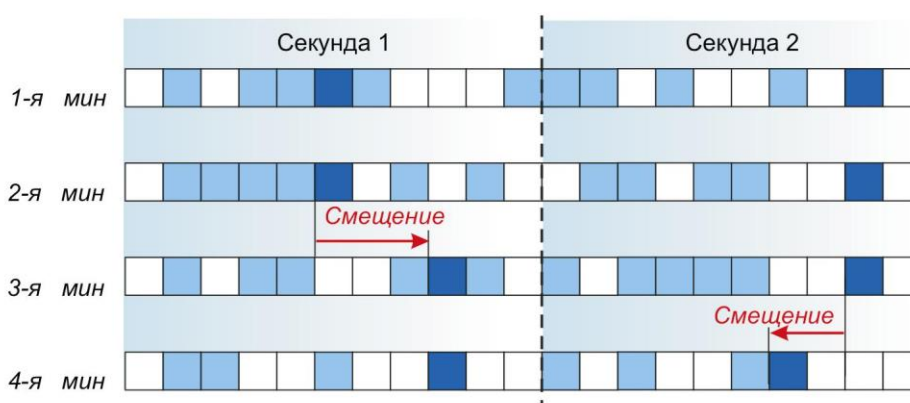 Секунда 1 Секунда 2
1-я мин
2-я мин
Смещение
3-я мин
Смещение
4-я мин